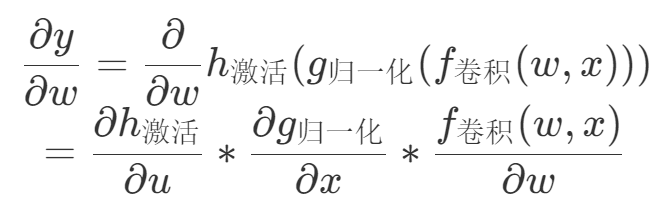 ∂y/∂w = ∂/∂w h激活(g归一化(f卷积(w, x)))
= ∂h激活/∂u * ∂g归一化/∂x * f卷积(w, x)/∂w